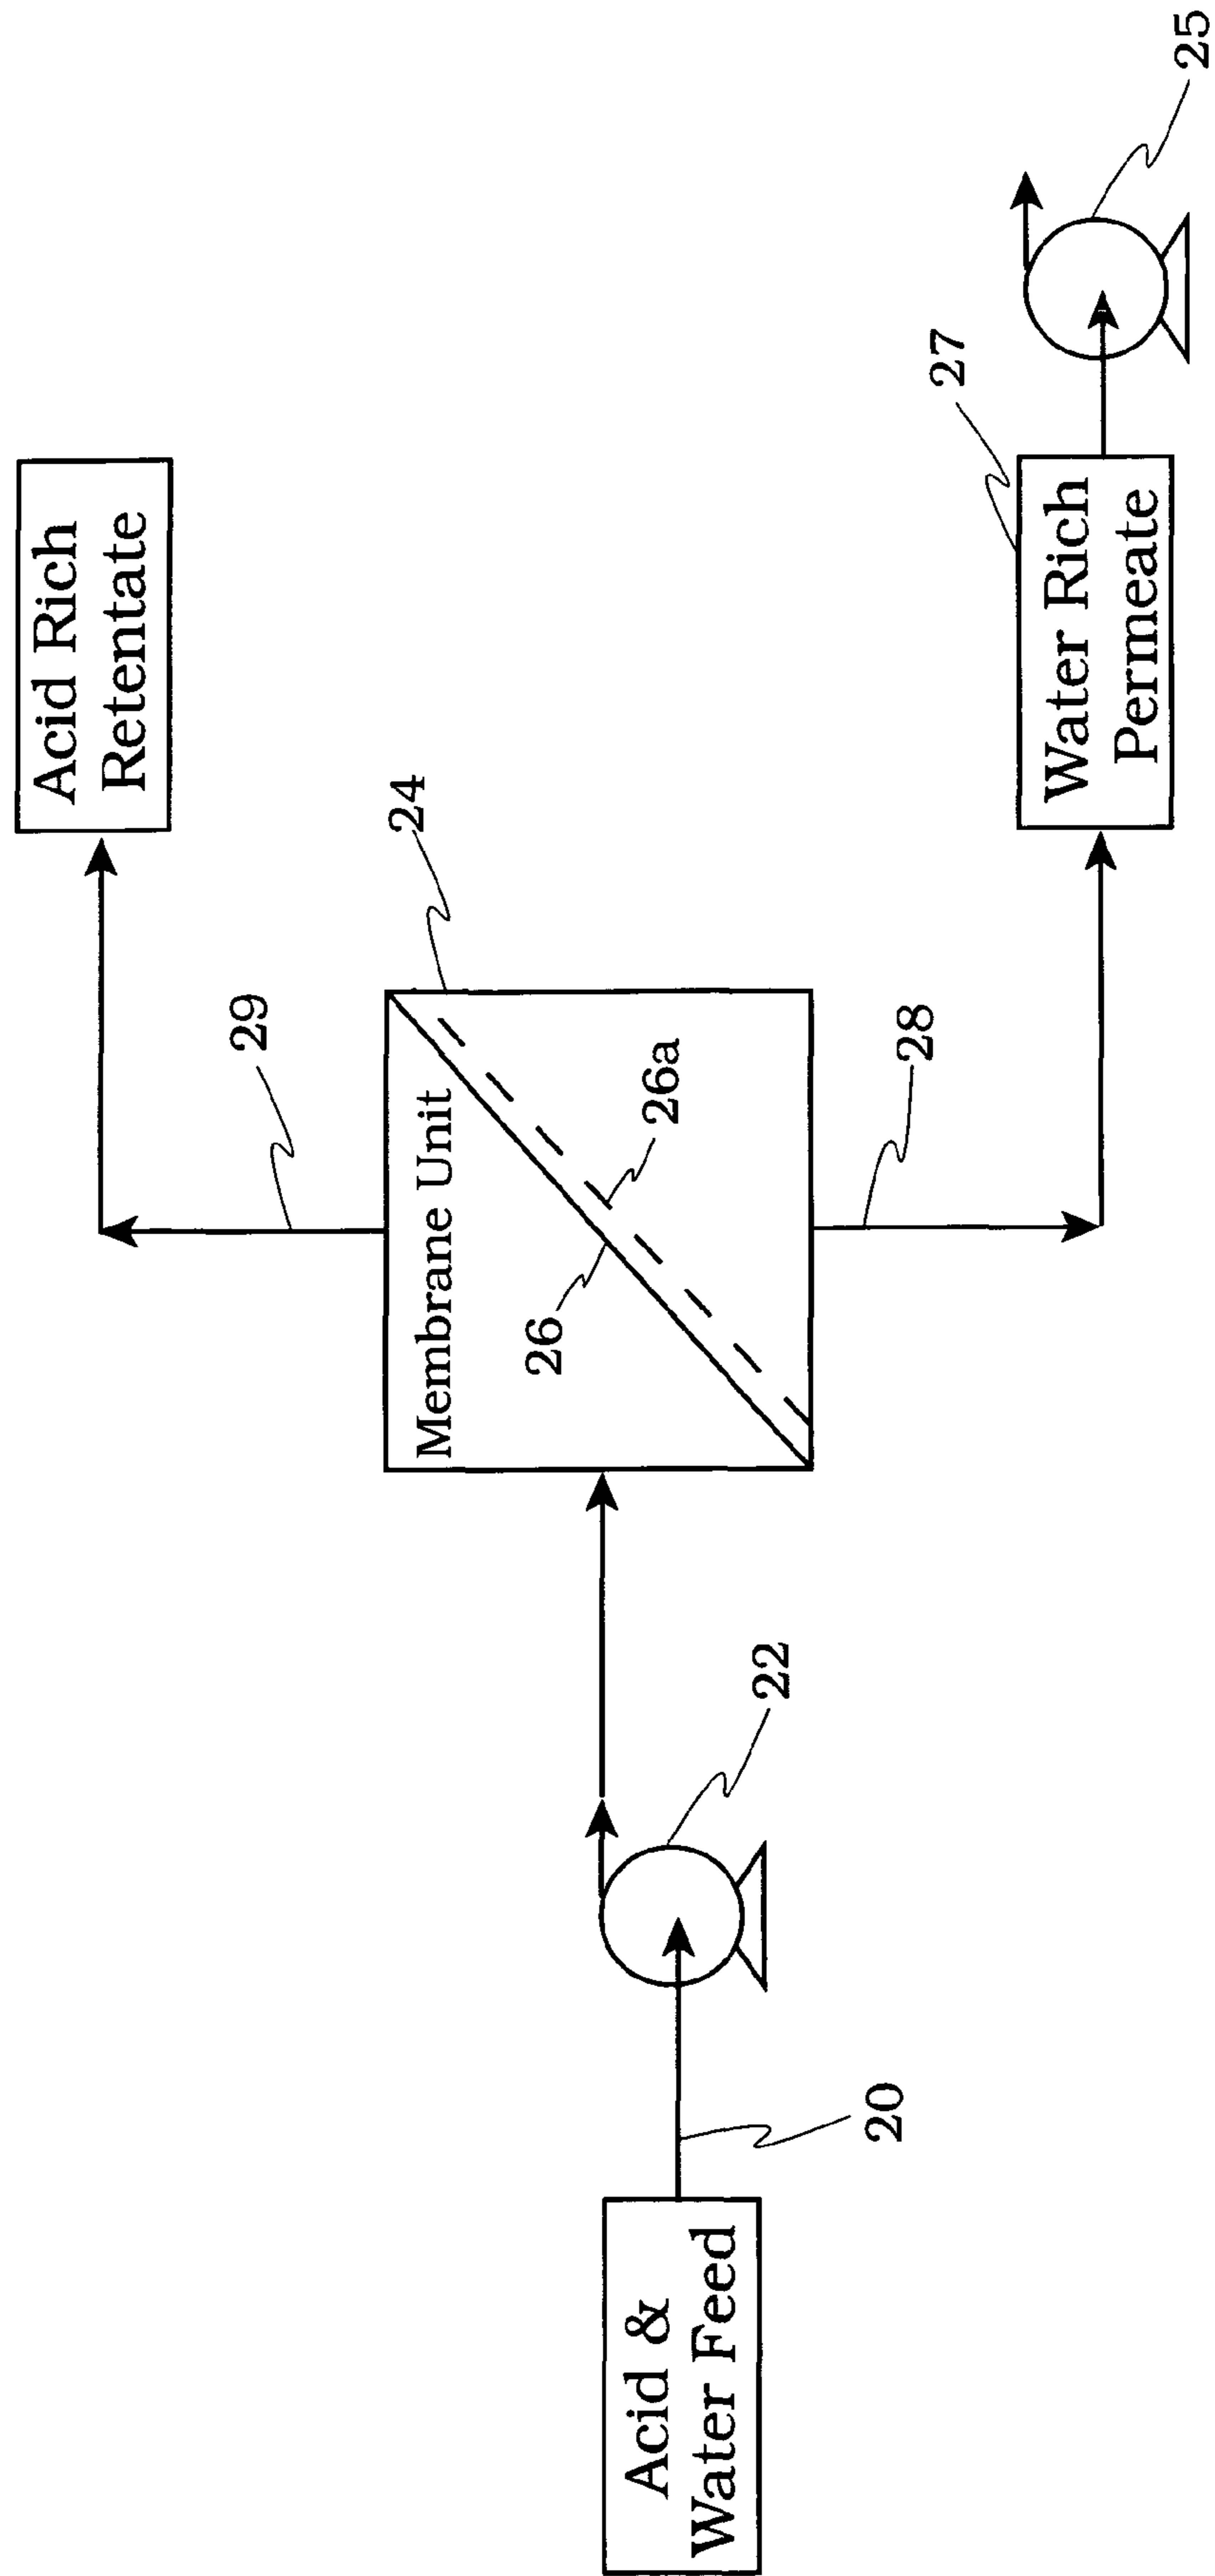 Acid Rich
Retentate
29
24
Membrane Unit
26
26a
28
Acid &
Water Feed
20
22
27
Water Rich
Permeate
25